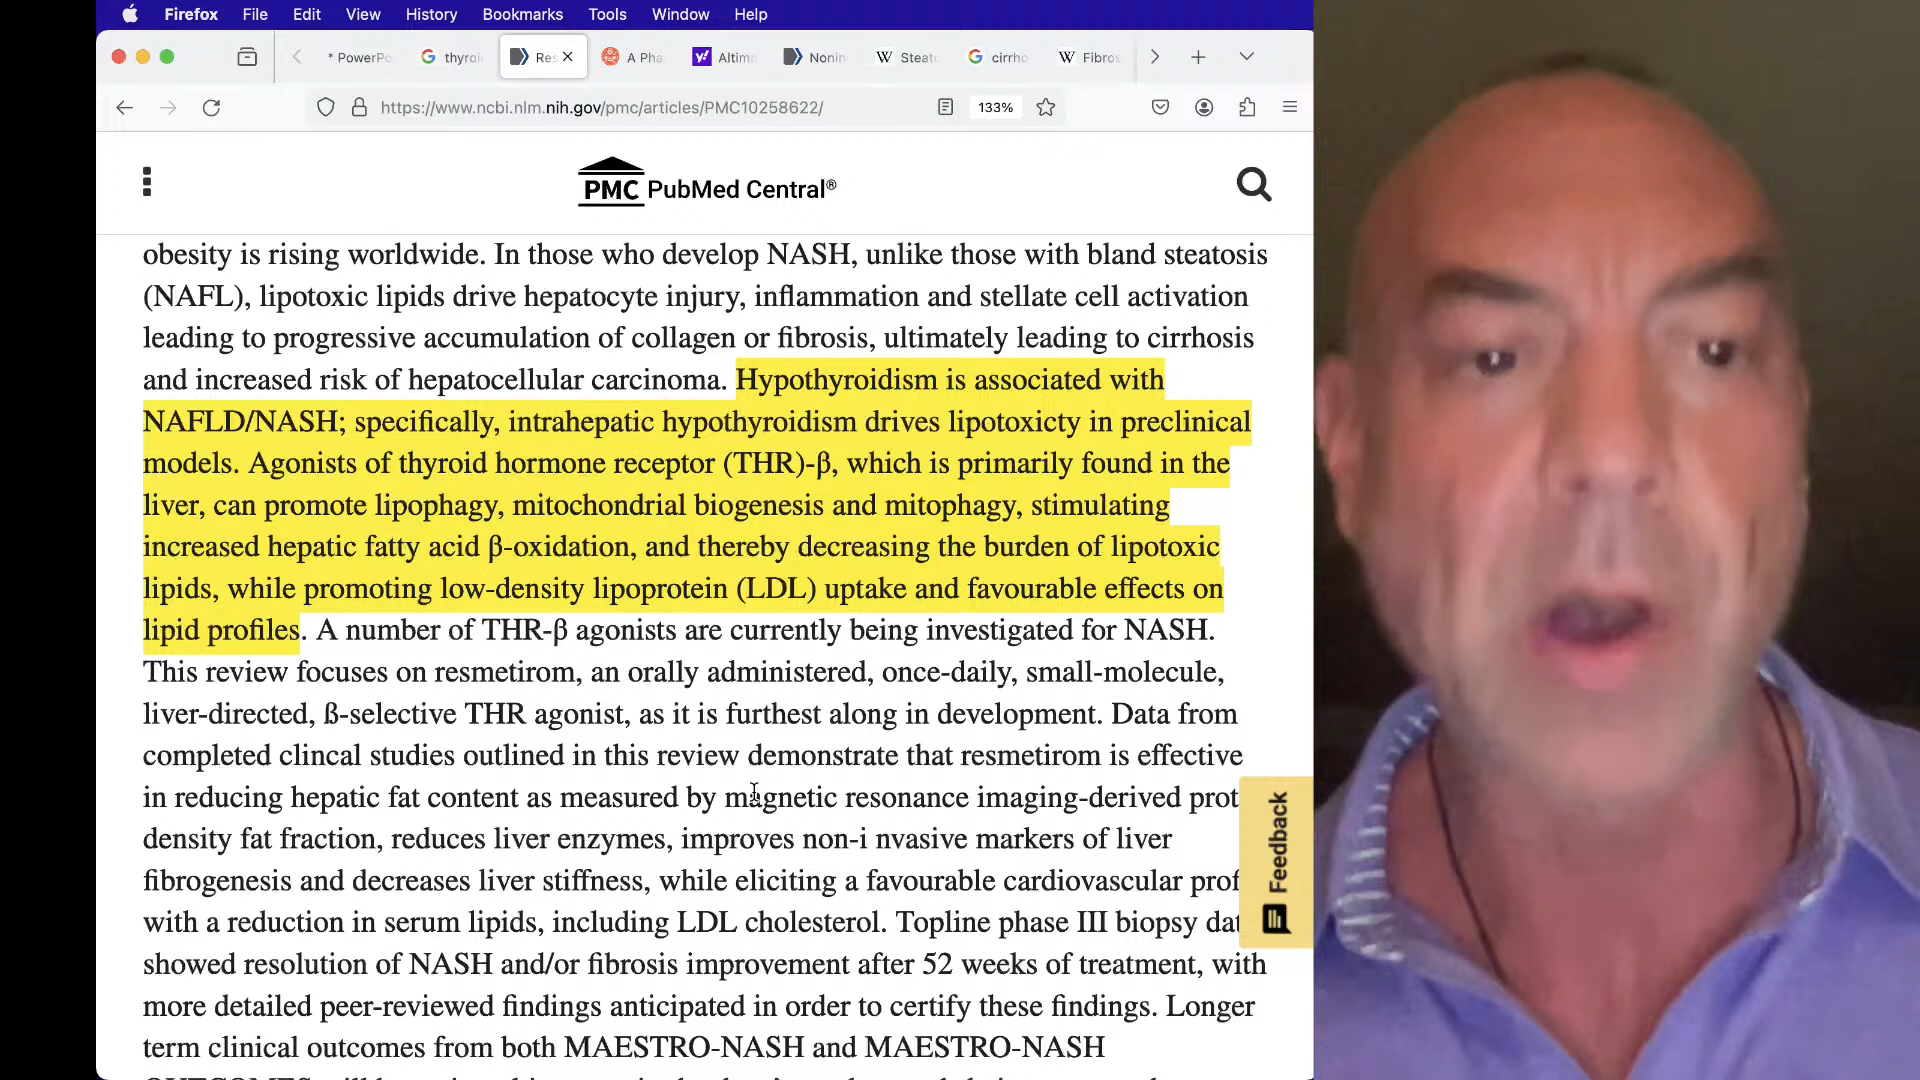 Firefox File Edit View History Bookmarks Tools Window Help
* PowerPo thyroi Res A Pha Altim Nonin Steato cirrho Fibros
https://www.ncbi.nlm.nih.gov/pmc/articles/PMC10258622/ 133%
PMC PubMed Central®
obesity is rising worldwide. In those who develop NASH, unlike those with bland steatosis
(NAFL), lipotoxic lipids drive hepatocyte injury, inflammation and stellate cell activation
leading to progressive accumulation of collagen or fibrosis, ultimately leading to cirrhosis
and increased risk of hepatocellular carcinoma. Hypothyroidism is associated with
NAFLD/NASH; specifically, intrahepatic hypothyroidism drives lipotoxicty in preclinical
models. Agonists of thyroid hormone receptor (THR)-β, which is primarily found in the
liver, can promote lipophagy, mitochondrial biogenesis and mitophagy, stimulating
increased hepatic fatty acid β-oxidation, and thereby decreasing the burden of lipotoxic
lipids, while promoting low-density lipoprotein (LDL) uptake and favourable effects on
lipid profiles. A number of THR-β agonists are currently being investigated for NASH.
This review focuses on resmetirom, an orally administered, once-daily, small-molecule,
liver-directed, ß-selective THR agonist, as it is furthest along in development. Data from
completed clincal studies outlined in this review demonstrate that resmetirom is effective
in reducing hepatic fat content as measured by magnetic resonance imaging-derived prot
density fat fraction, reduces liver enzymes, improves non-i nvasive markers of liver
fibrogenesis and decreases liver stiffness, while eliciting a favourable cardiovascular prof
with a reduction in serum lipids, including LDL cholesterol. Topline phase III biopsy dat
showed resolution of NASH and/or fibrosis improvement after 52 weeks of treatment, with
more detailed peer-reviewed findings anticipated in order to certify these findings. Longer
term clinical outcomes from both MAESTRO-NASH and MAESTRO-NASH
Feedback